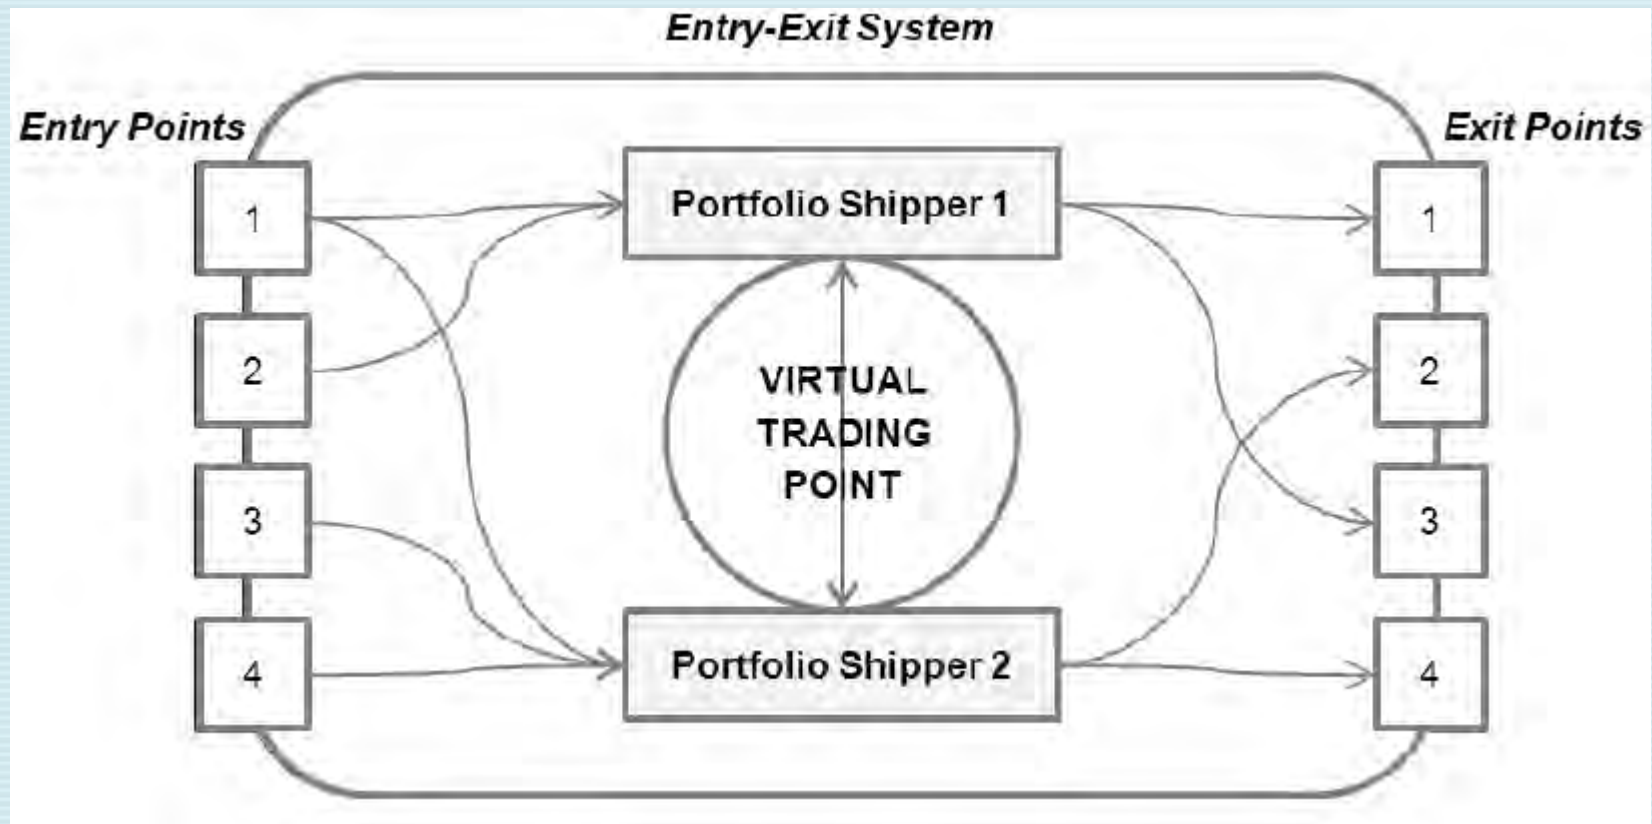 Entry-Exit System
Entry Points
Exit Points
1
Portfolio Shipper 1
1
2
VIRTUAL
TRADING
POINT
2
3
3
4
Portfolio Shipper 2
4